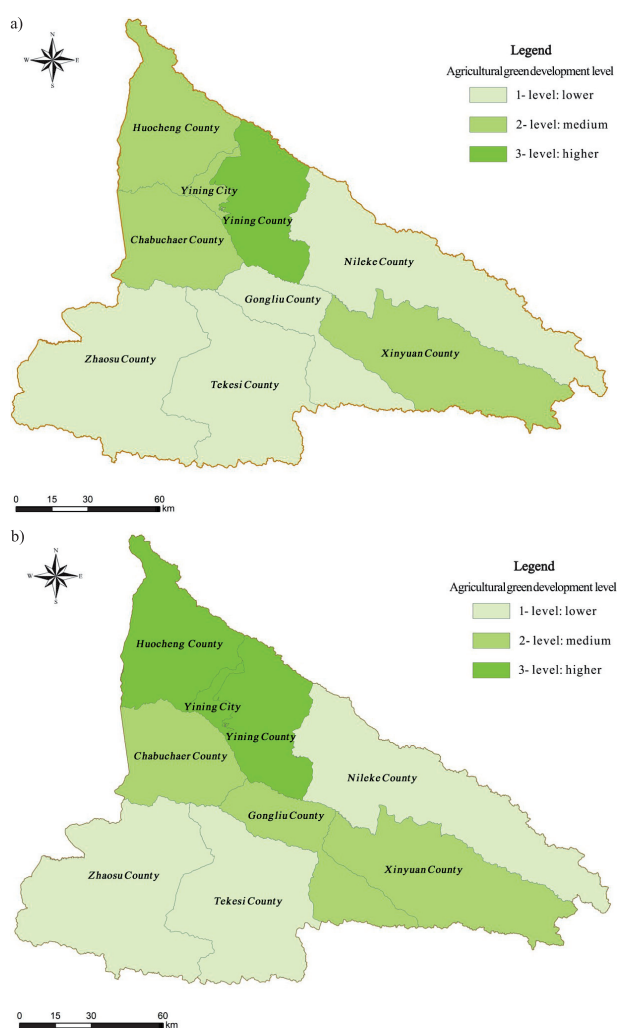 a)
N
W E
S
Legend
Agricultural green development level
1- level: lower
2- level: medium
3- level: higher
Huocheng County
Yining City
Yining County
Chabuchaer County
Nileke County
Gongliu County
Xinyuan County
Zhaosu County
Tekesi County
0 15 30 60
km
b)
N
W E
S
Legend
Agricultural green development level
1- level: lower
2- level: medium
3- level: higher
Huocheng County
Yining City
Yining County
Chabuchaer County
Nileke County
Gongliu County
Xinyuan County
Zhaosu County
Tekesi County
0 15 30 60
km